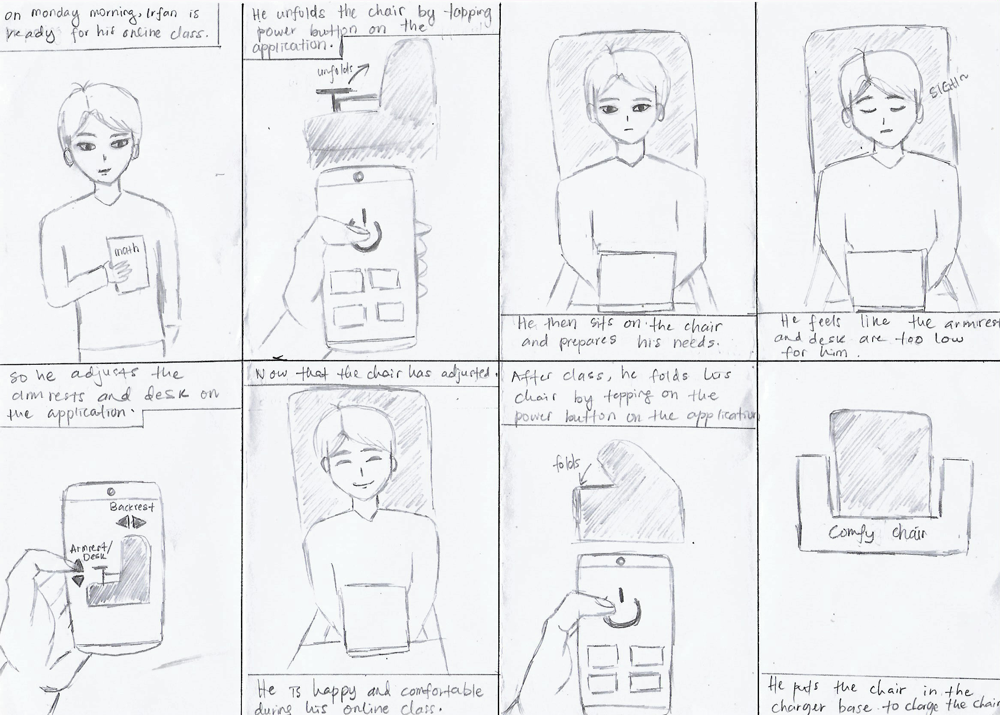 on monday morning, Irfan is
ready for his online class.
math
He unfolds the chair by tapping
power button on the
application.
unfolds
He then sits on the chair
and prepares his needs.
SIGH~
He feels like the armrest
and desk are too low
for him.
so he adjusts the
armrests and desk on
the application.
Backrest
Armrest/
Desk
Now that the chair has adjusted.
He is happy and comfortable
during his online class.
After class, he folds his
chair by tapping on the
power button on the application
folds
Comfy chair
He puts the chair in the
charger base to charge the chair